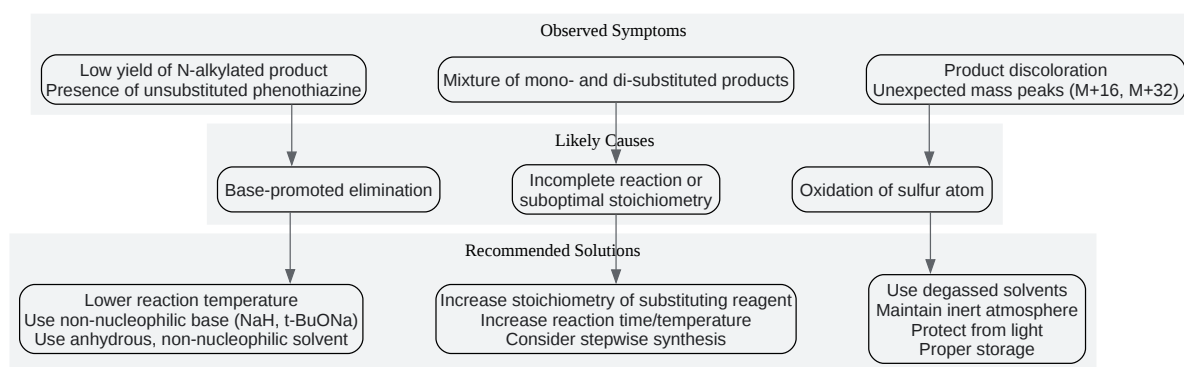 Observed Symptoms
Low yield of N-alkylated product
Presence of unsubstituted phenothiazine
Mixture of mono- and di-substituted products
Product discoloration
Unexpected mass peaks (M+16, M+32)
Likely Causes
Base-promoted elimination
Incomplete reaction or
suboptimal stoichiometry
Oxidation of sulfur atom
Recommended Solutions
Lower reaction temperature
Use non-nucleophilic base (NaH, t-BuONa)
Use anhydrous, non-nucleophilic solvent
Increase stoichiometry of substituting reagent
Increase reaction time/temperature
Consider stepwise synthesis
Use degassed solvents
Maintain inert atmosphere
Protect from light
Proper storage